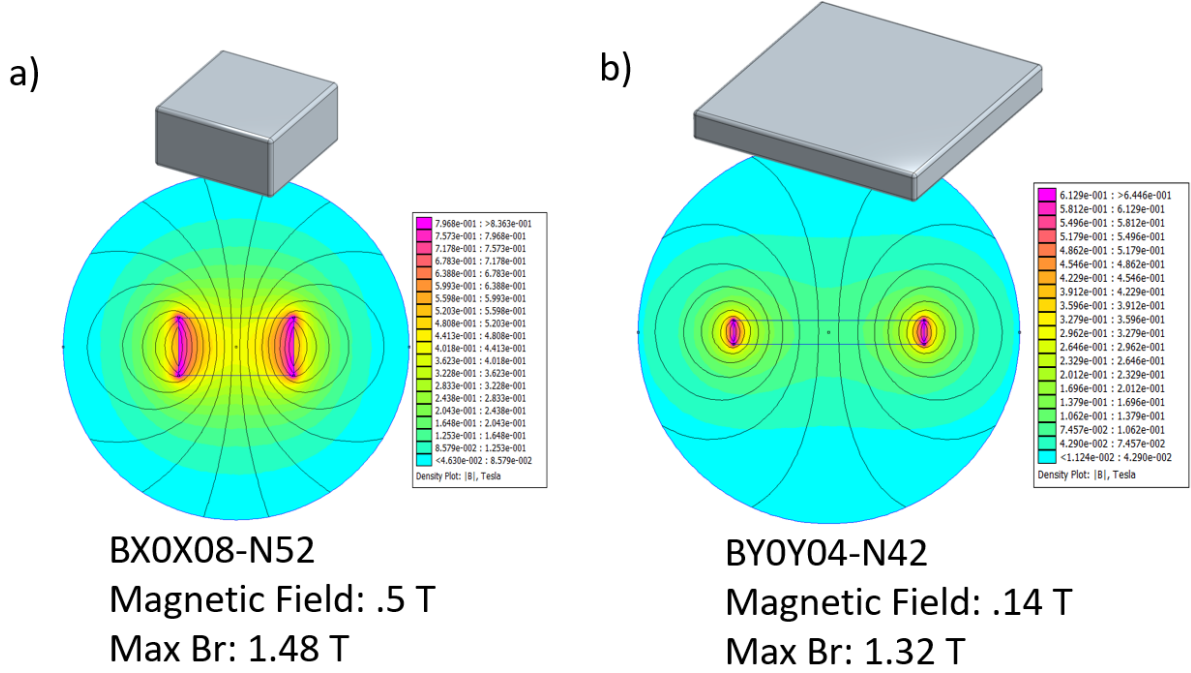 a)
7.968e-001 : >8.363e-001
7.573e-001 : 7.968e-001
7.178e-001 : 7.573e-001
6.783e-001 : 7.178e-001
6.388e-001 : 6.783e-001
5.993e-001 : 6.388e-001
5.598e-001 : 5.993e-001
5.203e-001 : 5.598e-001
4.808e-001 : 5.203e-001
4.413e-001 : 4.808e-001
4.018e-001 : 4.413e-001
3.623e-001 : 4.018e-001
3.228e-001 : 3.623e-001
2.833e-001 : 3.228e-001
2.438e-001 : 2.833e-001
2.043e-001 : 2.438e-001
1.648e-001 : 2.043e-001
1.253e-001 : 1.648e-001
8.579e-002 : 1.253e-001
<4.630e-002 : 8.579e-002
Density Plot: |B|, Tesla
BX0X08-N52
Magnetic Field: .5 T
Max Br: 1.48 T
b)
6.129e-001 : >6.446e-001
5.812e-001 : 6.129e-001
5.496e-001 : 5.812e-001
5.179e-001 : 5.496e-001
4.862e-001 : 5.179e-001
4.546e-001 : 4.862e-001
4.229e-001 : 4.546e-001
3.912e-001 : 4.229e-001
3.596e-001 : 3.912e-001
3.279e-001 : 3.596e-001
2.962e-001 : 3.279e-001
2.646e-001 : 2.962e-001
2.329e-001 : 2.646e-001
2.012e-001 : 2.329e-001
1.696e-001 : 2.012e-001
1.379e-001 : 1.696e-001
1.062e-001 : 1.379e-001
7.457e-002 : 1.062e-001
4.290e-002 : 7.457e-002
<1.124e-002 : 4.290e-002
Density Plot: |B|, Tesla
BY0Y04-N42
Magnetic Field: .14 T
Max Br: 1.32 T